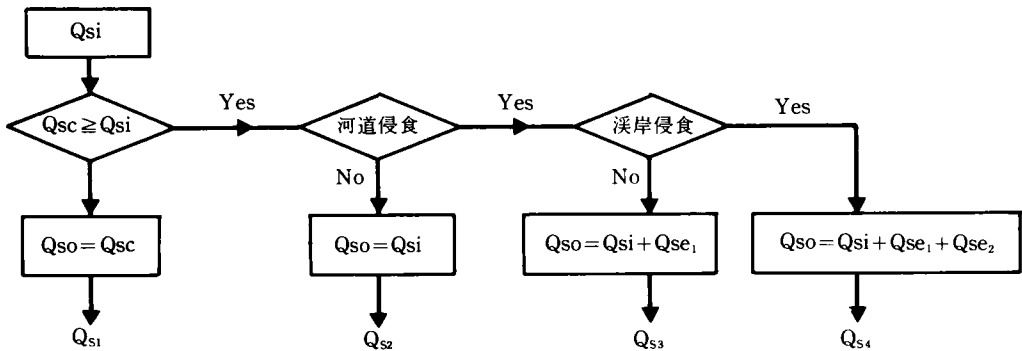 Qsi
Qsc≧Qsi
Yes
河道侵食
Yes
溪岸侵食
Yes
No
No
Qso=Qsc
Qso=Qsi
Qso=Qsi+Qse₁
Qso=Qsi+Qse₁+Qse₂
Qs1
Qs2
Qs3
Qs4